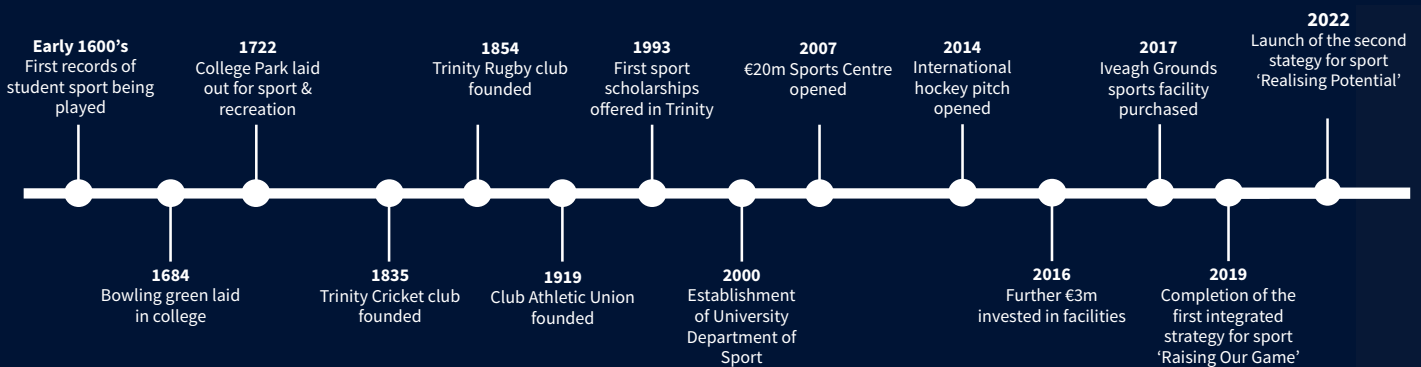 Early 1600's
First records of
student sport being
played
1684
Bowling green laid
in college
1722
College Park laid
out for sport &
recreation
1835
Trinity Cricket club
founded
1854
Trinity Rugby club
founded
1919
Club Athletic Union
founded
1993
First sport
scholarships
offered in Trinity
2000
Establishment
of University
Department of
Sport
2007
€20m Sports Centre
opened
2014
International
hockey pitch
opened
2016
Further €3m
invested in facilities
2017
Iveagh Grounds
sports facility
purchased
2019
Completion of the
first integrated
strategy for sport
‘Raising Our Game’
2022
Launch of the second
stategy for sport
‘Realising Potential’